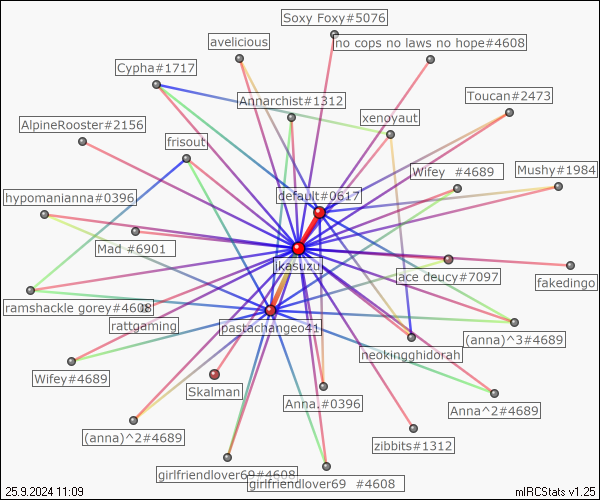 Soxy Foxy#5076
avelicious
no cops no laws no hope#4608
Cypha#1717
Annarchist#1312
Toucan#2473
xenoyaut
AlpineRooster#2156
frisout
Wifey  #4689
Mushy#1984
default#0617
hypomanianna#0396
Mad #6901
ikasuzu
ace deucy#7097
fakedingo
ramshackle gorey#4608
rattgaming
pastachangeo41
(anna)^3#4689
neokingghidorah
Wifey#4689
Skalman
Anna.#0396
Anna^2#4689
(anna)^2#4689
zibbits#1312
girlfriendlover69#4608
girlfriendlover69  #4608
25.9.2024 11:09
mIRCStats v1.25